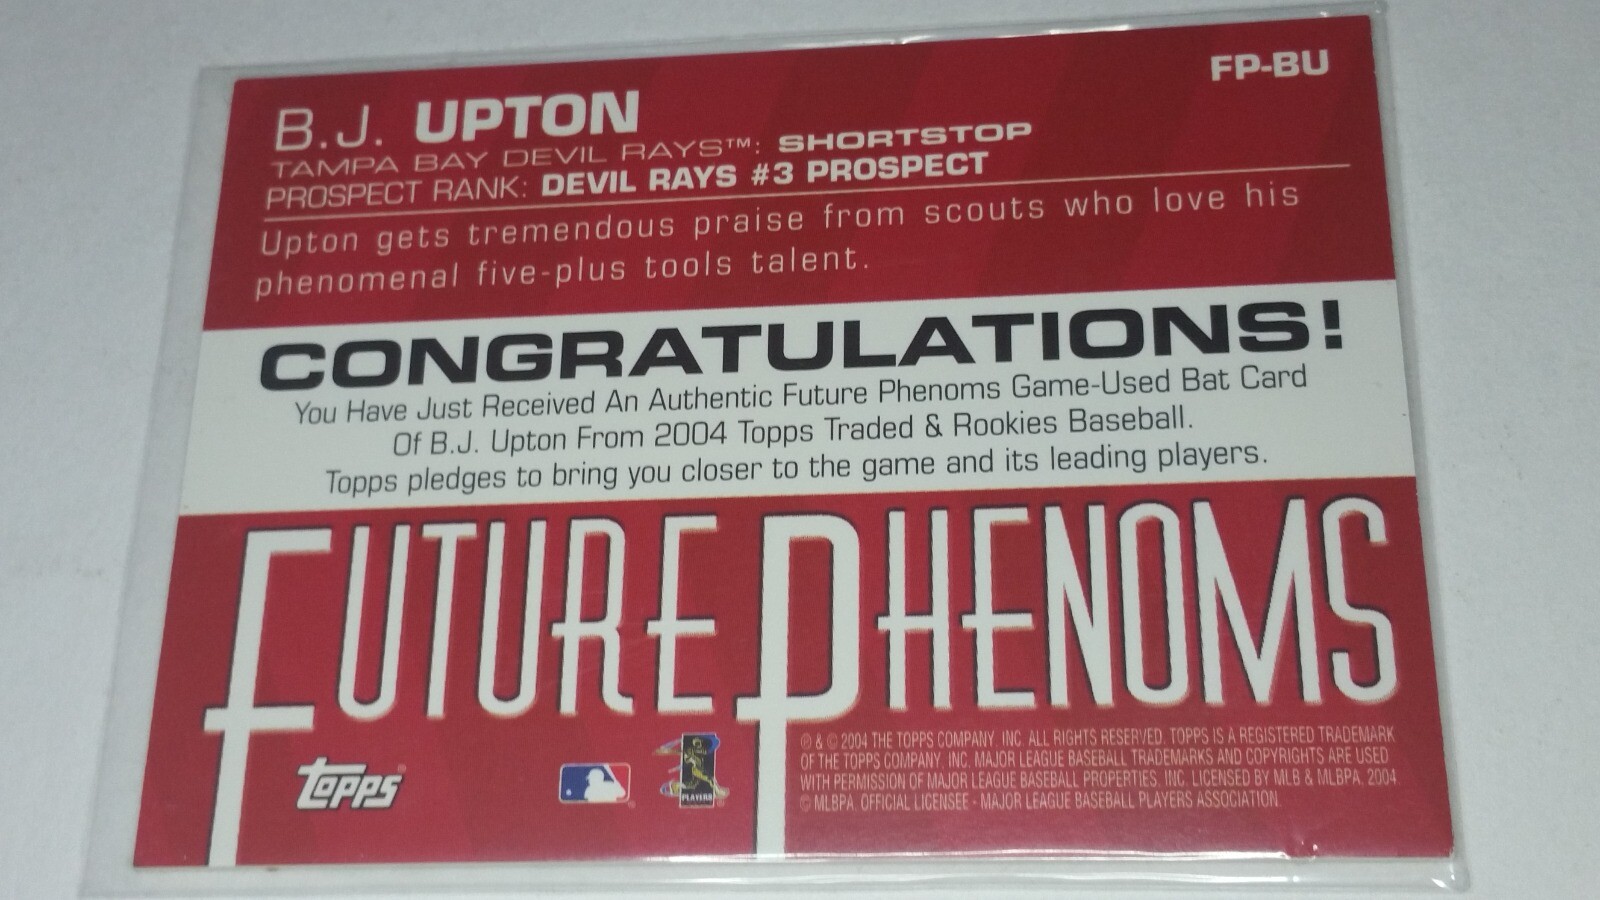 FP-BU
B.J. UPTON
TAMPA BAY DEVIL RAYS™: SHORTSTOP
PROSPECT RANK: DEVIL RAYS #3 PROSPECT
Upton gets tremendous praise from scouts who love his
phenomenal five-plus tools talent.
CONGRATULATIONS!
You Have Just Received An Authentic Future Phenoms Game-Used Bat Card
Of B.J. Upton From 2004 Topps Traded & Rookies Baseball.
Topps pledges to bring you closer to the game and its leading players.
FUTURE PHENOMS
topps®
PLAYERS
℗ & © 2004 THE TOPPS COMPANY, INC. ALL RIGHTS RESERVED. TOPPS IS A REGISTERED TRADEMARK
OF THE TOPPS COMPANY, INC. MAJOR LEAGUE BASEBALL TRADEMARKS AND COPYRIGHTS ARE USED
WITH PERMISSION OF MAJOR LEAGUE BASEBALL PROPERTIES, INC. LICENSED BY MLB & MLBPA, 2004.
© MLBPA. OFFICIAL LICENSEE - MAJOR LEAGUE BASEBALL PLAYERS ASSOCIATION.